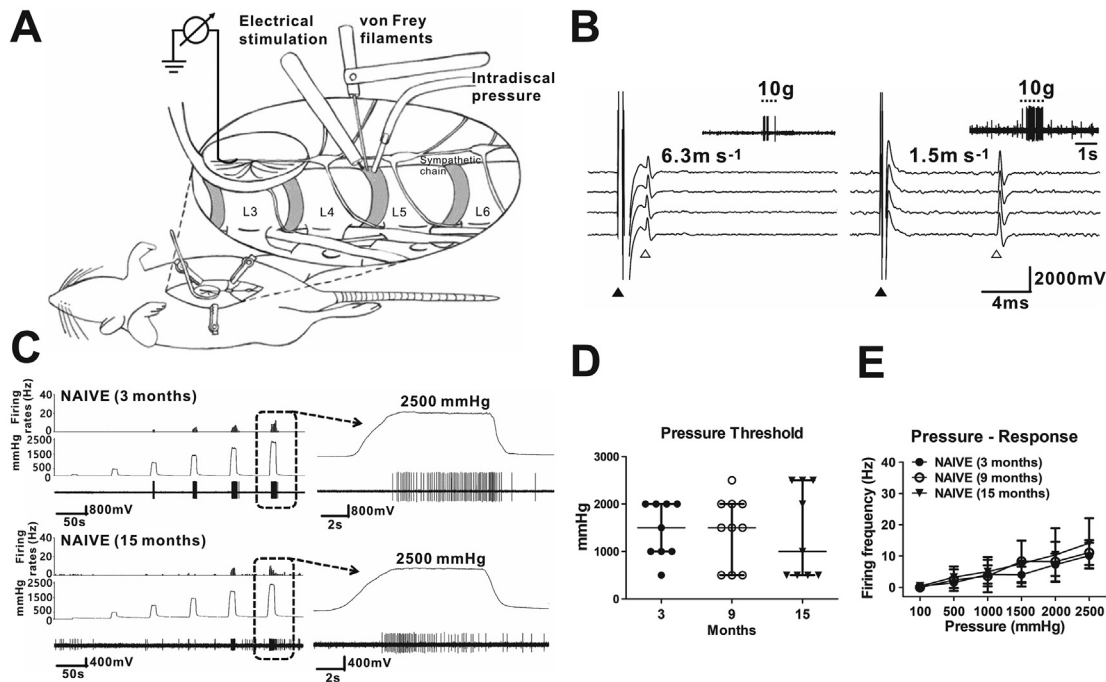 A
Electrical
stimulation
von Frey
filaments
Intradiscal
pressure
Sympathetic
chain
L3
L4
L5
L6
B
10g
6.3m s-1
10g
1.5m s-1
1s
2000mV
4ms
C
NAIVE (3 months)
Firing
rates (Hz)
40
20
0
mmHg
2500
1500
500
0
50s
800mV
2500 mmHg
2s
800mV
NAIVE (15 months)
Firing
rates (Hz)
40
20
0
mmHg
2500
1500
500
0
50s
400mV
2500 mmHg
2s
400mV
D
Pressure Threshold
mmHg
3000
2000
1000
0
3
9
15
Months
E
Pressure - Response
NAIVE (3 months)
NAIVE (9 months)
NAIVE (15 months)
Firing frequency (Hz)
40
30
20
10
0
100
500
1000
1500
2000
2500
Pressure (mmHg)